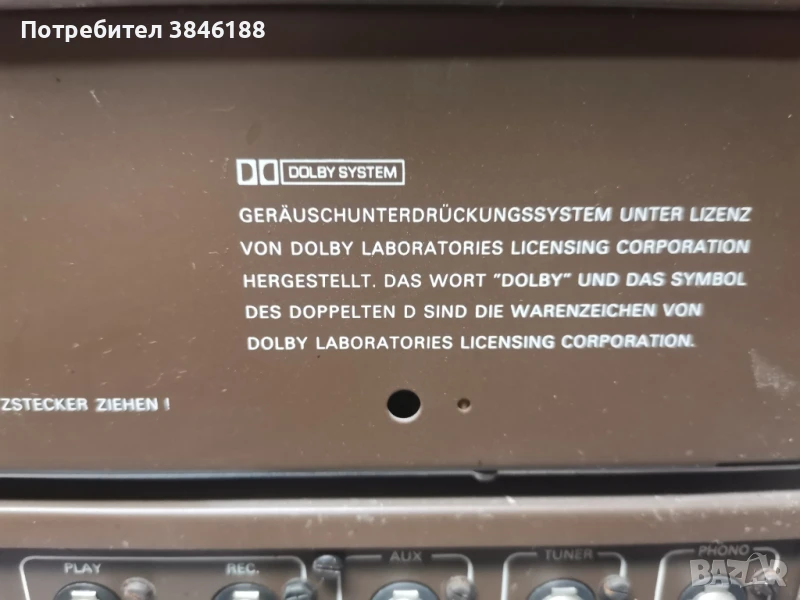 Потребител 3846188
DOLBY SYSTEM
GERÄUSCHUNTERDRÜCKUNGSSYSTEM UNTER LIZENZ
VON DOLBY LABORATORIES LICENSING CORPORATION
HERGESTELLT. DAS WORT "DOLBY" UND DAS SYMBOL
DES DOPPELTEN D SIND DIE WARENZEICHEN VON
DOLBY LABORATORIES LICENSING CORPORATION.
ZSTECKER ZIEHEN !
PLAY REC. AUX TUNER PHONO
BAZAR